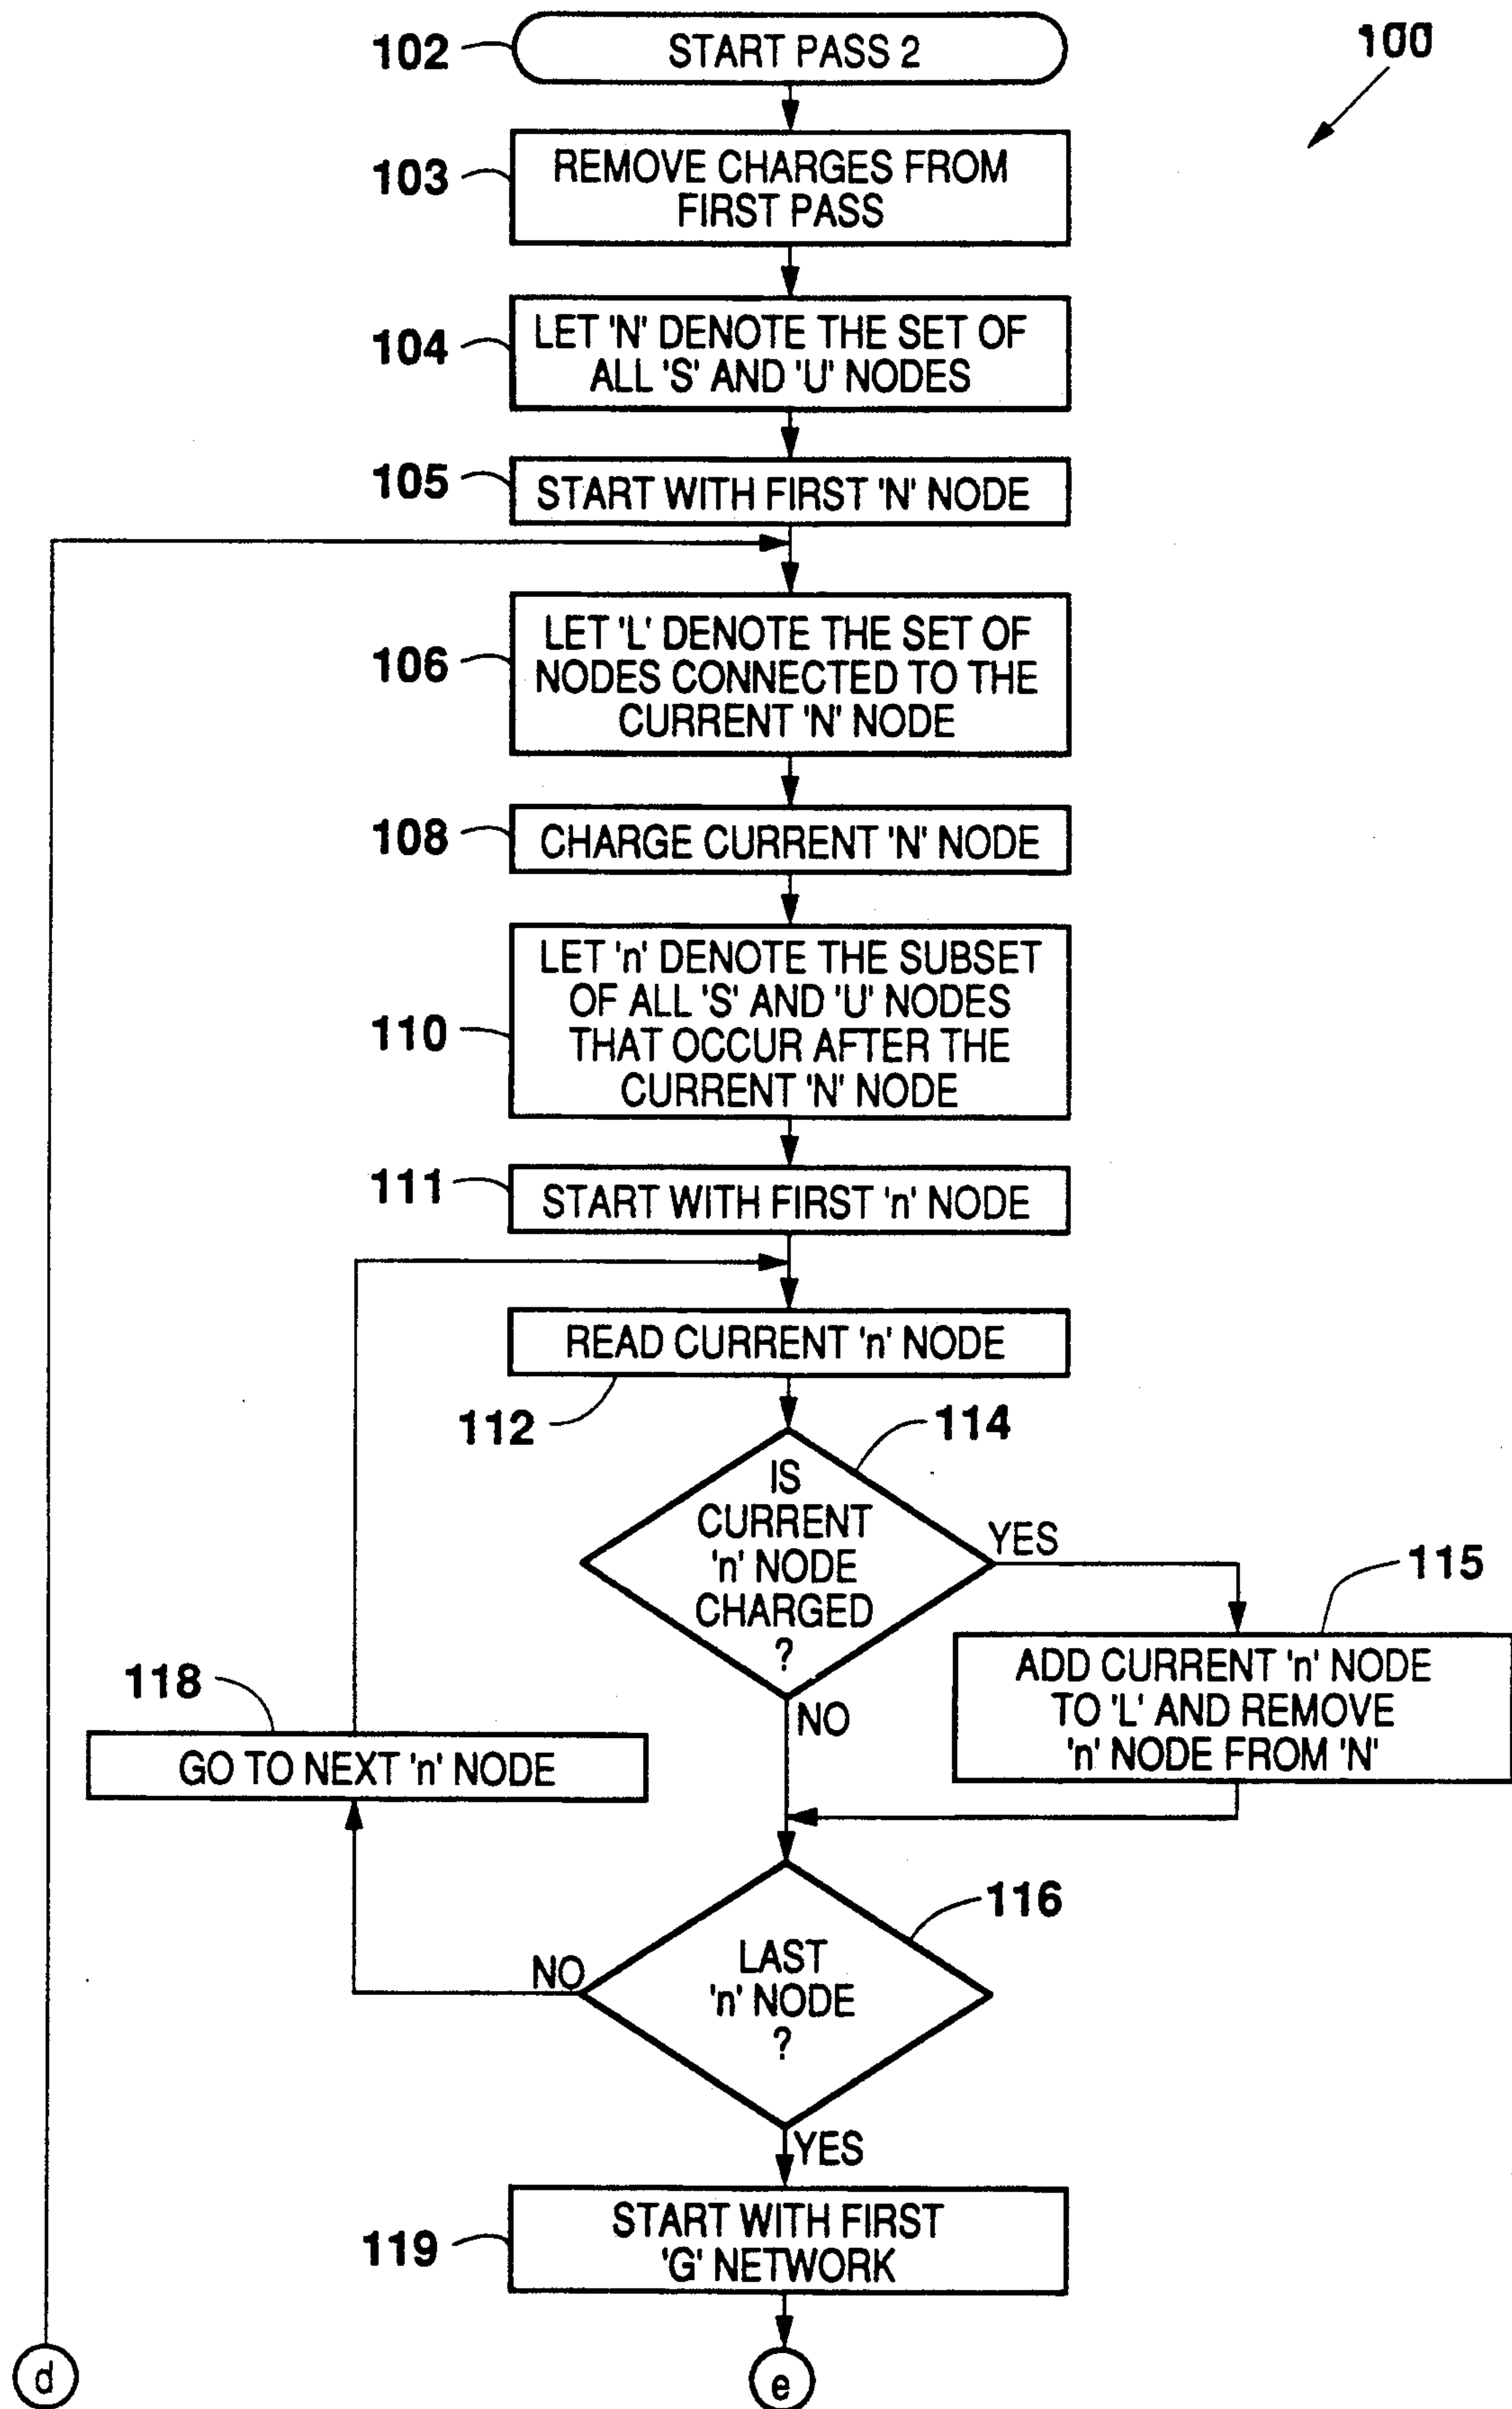 102
START PASS 2
100
103
REMOVE CHARGES FROM
FIRST PASS
104
LET 'N' DENOTE THE SET OF
ALL 'S' AND 'U' NODES
105
START WITH FIRST 'N' NODE
106
LET 'L' DENOTE THE SET OF
NODES CONNECTED TO THE
CURRENT 'N' NODE
108
CHARGE CURRENT 'N' NODE
110
LET 'n' DENOTE THE SUBSET
OF ALL 'S' AND 'U' NODES
THAT OCCUR AFTER THE
CURRENT 'N' NODE
111
START WITH FIRST 'n' NODE
READ CURRENT 'n' NODE
112
114
IS
CURRENT
'n' NODE
CHARGED
?
YES
115
ADD CURRENT 'n' NODE
TO 'L' AND REMOVE
'n' NODE FROM 'N'
NO
118
GO TO NEXT 'n' NODE
116
LAST
'n' NODE
?
NO
YES
119
START WITH FIRST
'G' NETWORK
d
e